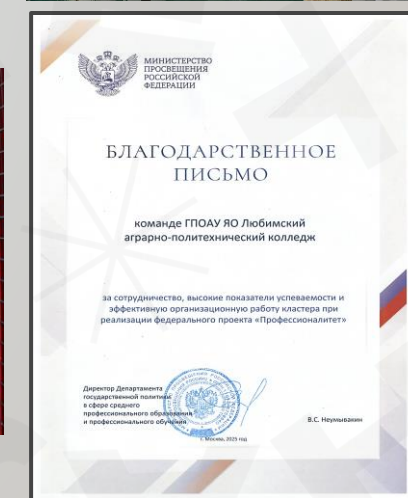 МИНИСТЕРСТВО
ПРОСВЕЩЕНИЯ
РОССИЙСКОЙ
ФЕДЕРАЦИИ
БЛАГОДАРСТВЕННОЕ
ПИСЬМО
команде ГПОАУ ЯО Любимский
аграрно-политехнический колледж
за сотрудничество, высокие показатели успеваемости и
эффективную организационную работу кластера при
реализации федерального проекта «Профессионалитет»
Директор Департамента
государственной политики
в сфере среднего
профессионального образования
и профессионального обучения
В.С. Неумывакин
г. Москва, 2025 год